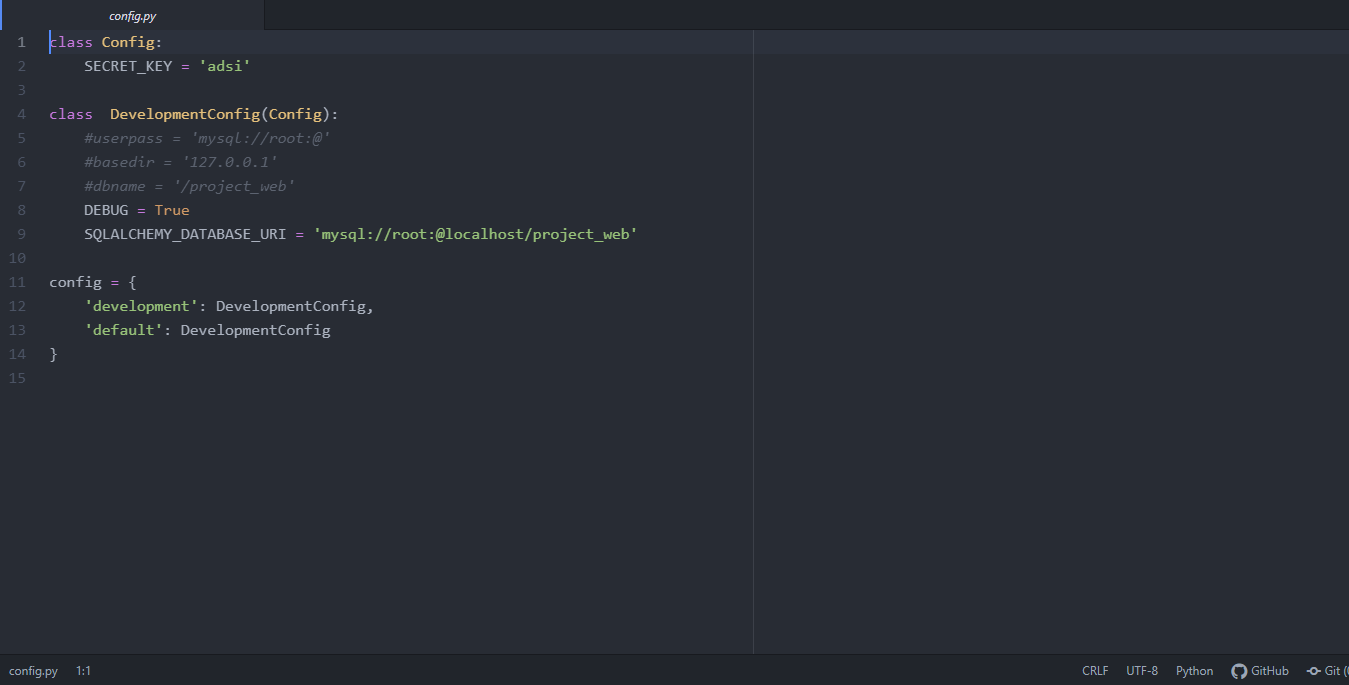 config.py
1 class Config:
2     SECRET_KEY = 'adsi'
3
4 class  DevelopmentConfig(Config):
5     #userpass = 'mysql://root:@'
6     #basedir = '127.0.0.1'
7     #dbname = '/project_web'
8     DEBUG = True
9     SQLALCHEMY_DATABASE_URI = 'mysql://root:@localhost/project_web'
10
11 config = {
12     'development': DevelopmentConfig,
13     'default': DevelopmentConfig
14 }
15
config.py 1:1 CRLF UTF-8 Python GitHub Git (